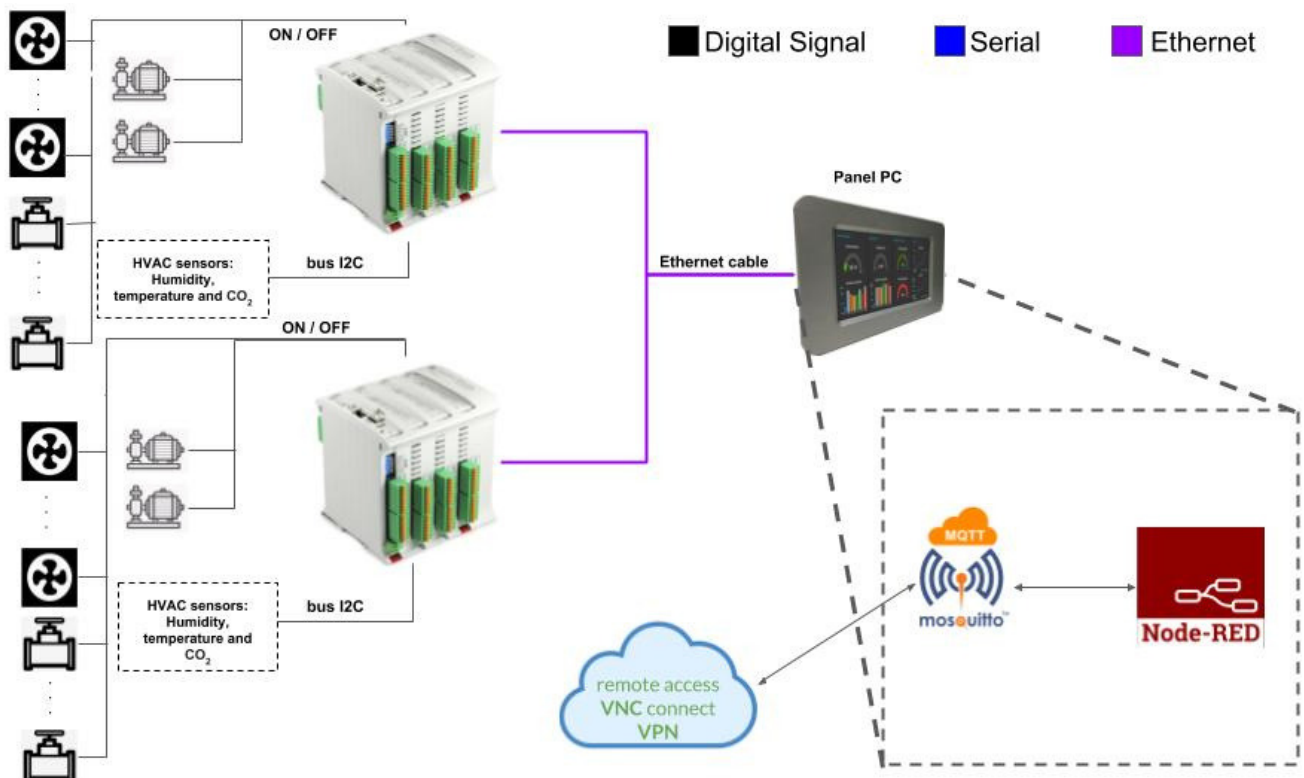 ON / OFF
Digital Signal
Serial
Ethernet
Panel PC
HVAC sensors:
Humidity,
temperature and CO2
bus I2C
Ethernet cable
ON / OFF
HVAC sensors:
Humidity,
temperature and
CO2
bus I2C
MQTT
mosquitto
Node-RED
remote access
VNC connect
VPN